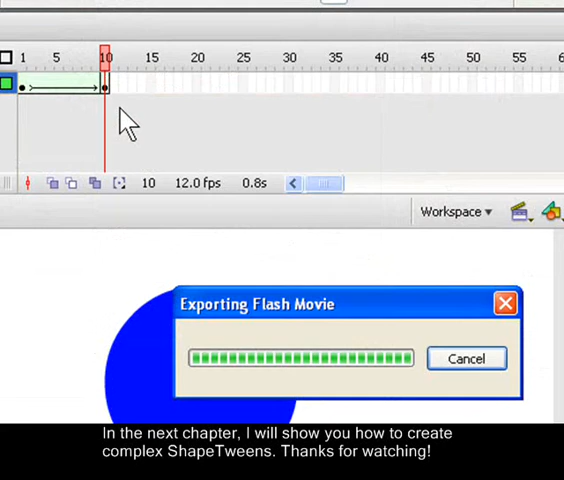 1 5 10 15 20 25 30 35 40 45 50 55 6
10 12.0 fps 0.8s
Workspace
Exporting Flash Movie
Cancel
In the next chapter, I will show you how to create
complex ShapeTweens. Thanks for watching!